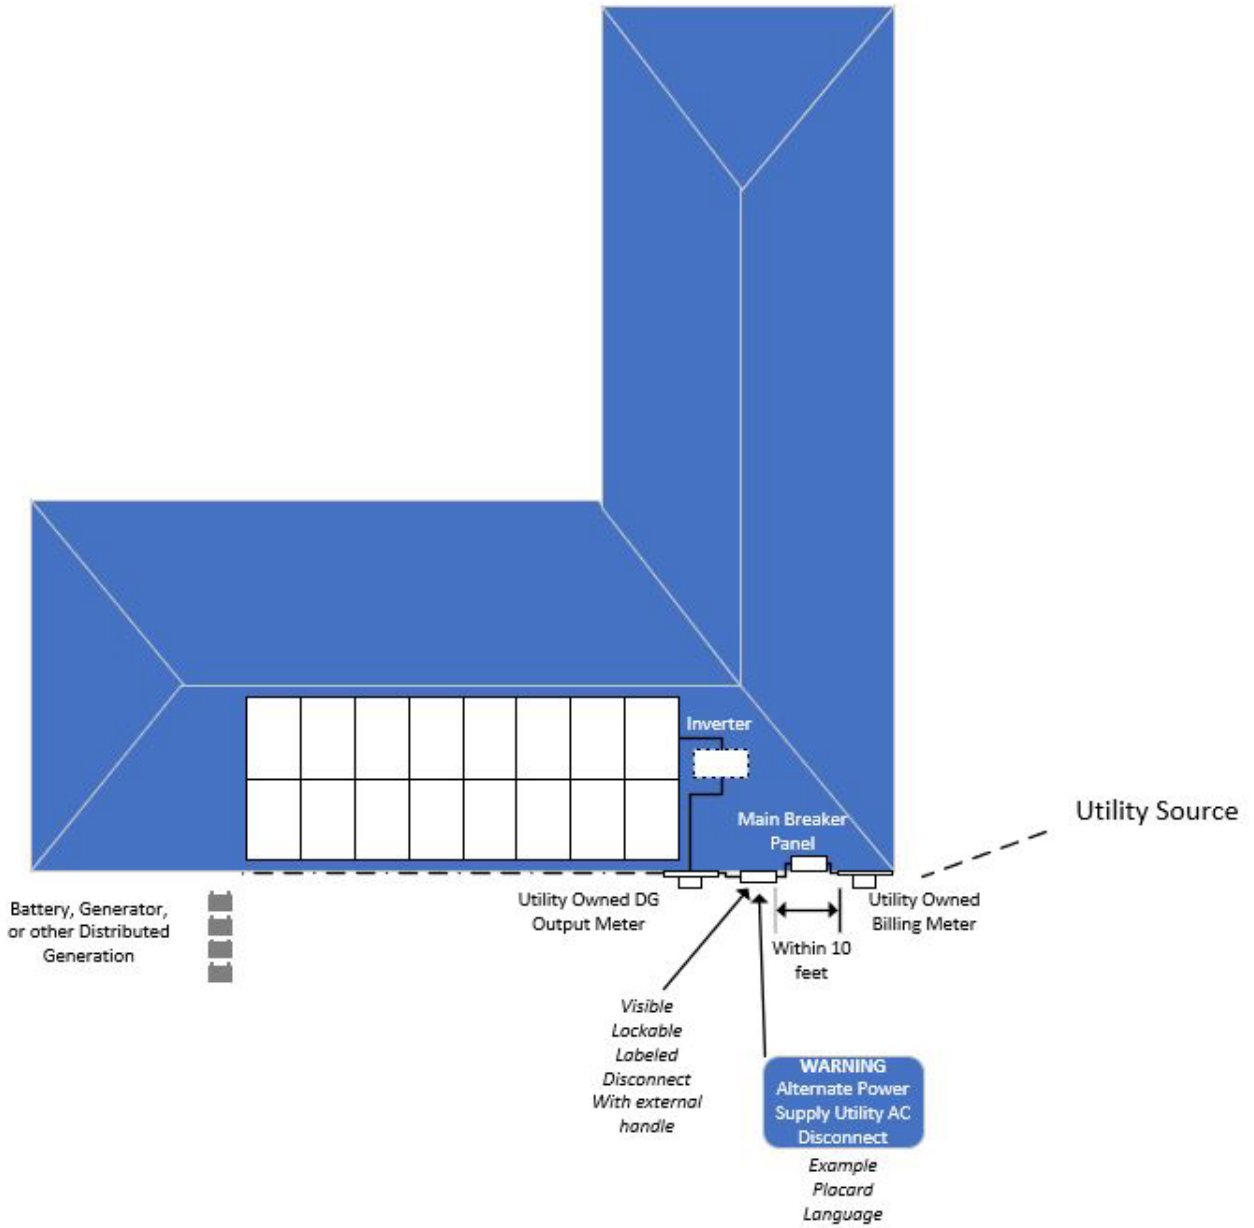 Inverter
Main Breaker
Panel
Utility Source
Battery, Generator,
or other Distributed
Generation
Utility Owned DG
Output Meter
Utility Owned
Billing Meter
Within 10
feet
Visible
Lockable
Labeled
Disconnect
With external
handle
WARNING
Alternate Power
Supply Utility AC
Disconnect
Example
Placard
Language